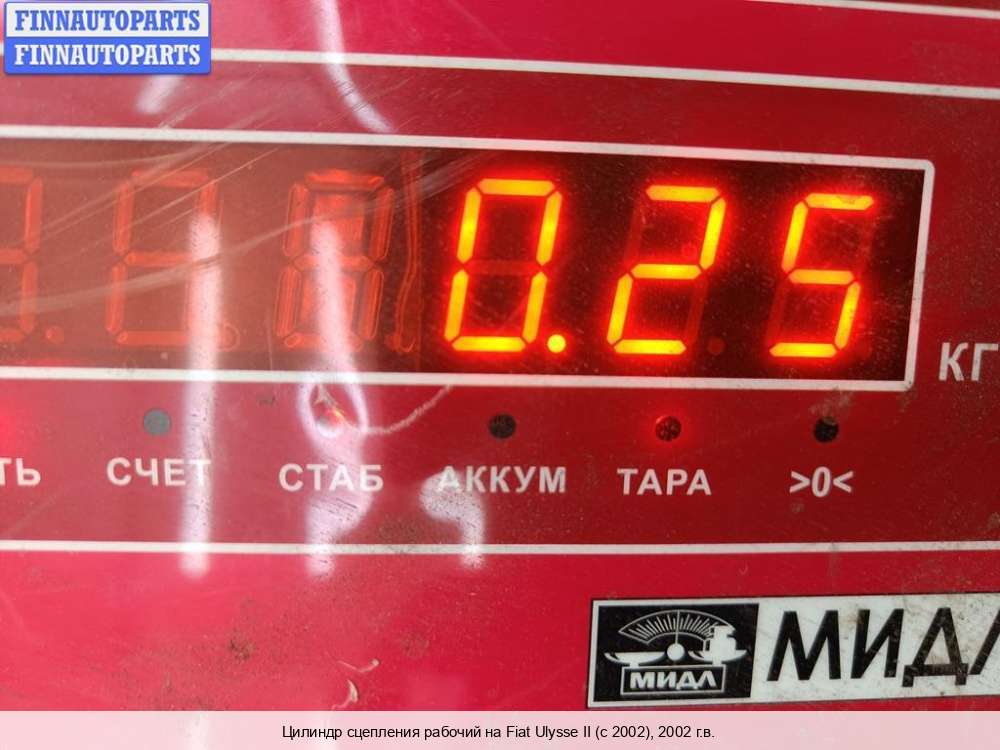 FINNAUTOPARTS
FINNAUTOPARTS
0.25
КГ
ТЬ
СЧЕТ
СТАБ
АККУМ
ТАРА
>0<
МИДЛ
МИДЛ
Цилиндр сцепления рабочий на Fiat Ulysse II (с 2002), 2002 г.в.